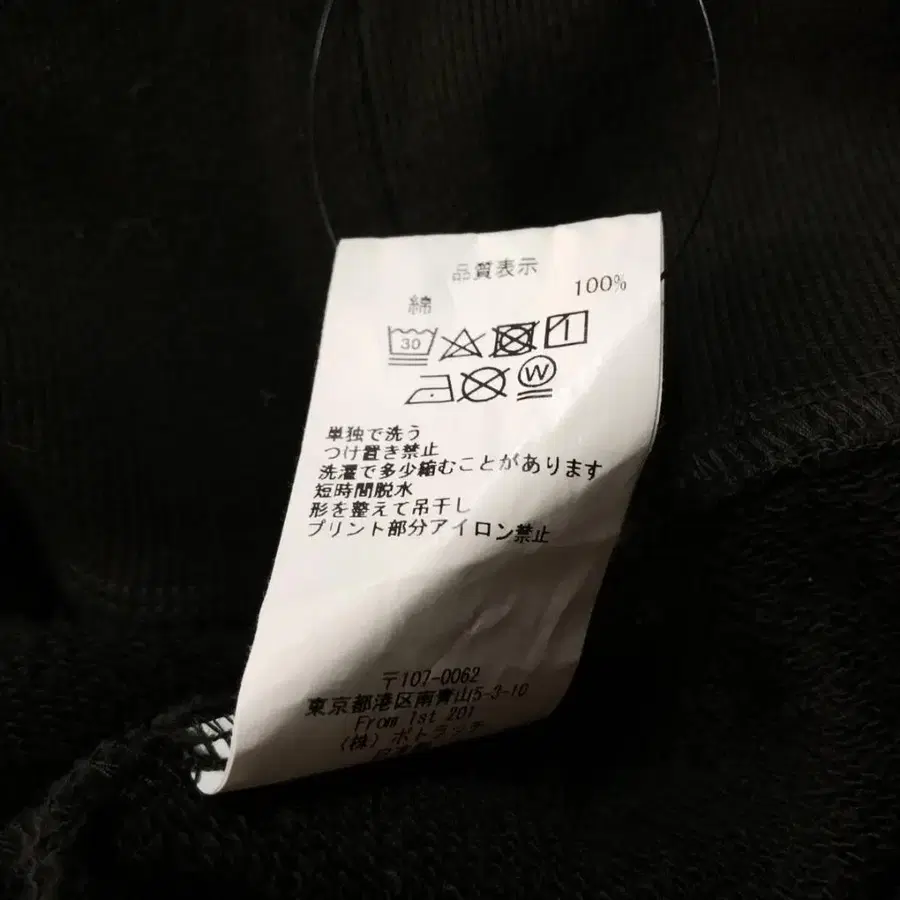 品質表示
綿 100%
30
W
単独で洗う
つけ置き禁止
洗濯で多少縮むことがあります
短時間脱水
形を整えて吊干し
プリント部分アイロン禁止
〒107-0062
東京都港区南青山5-3-10
From 1st 201
(株) ポトラッチ